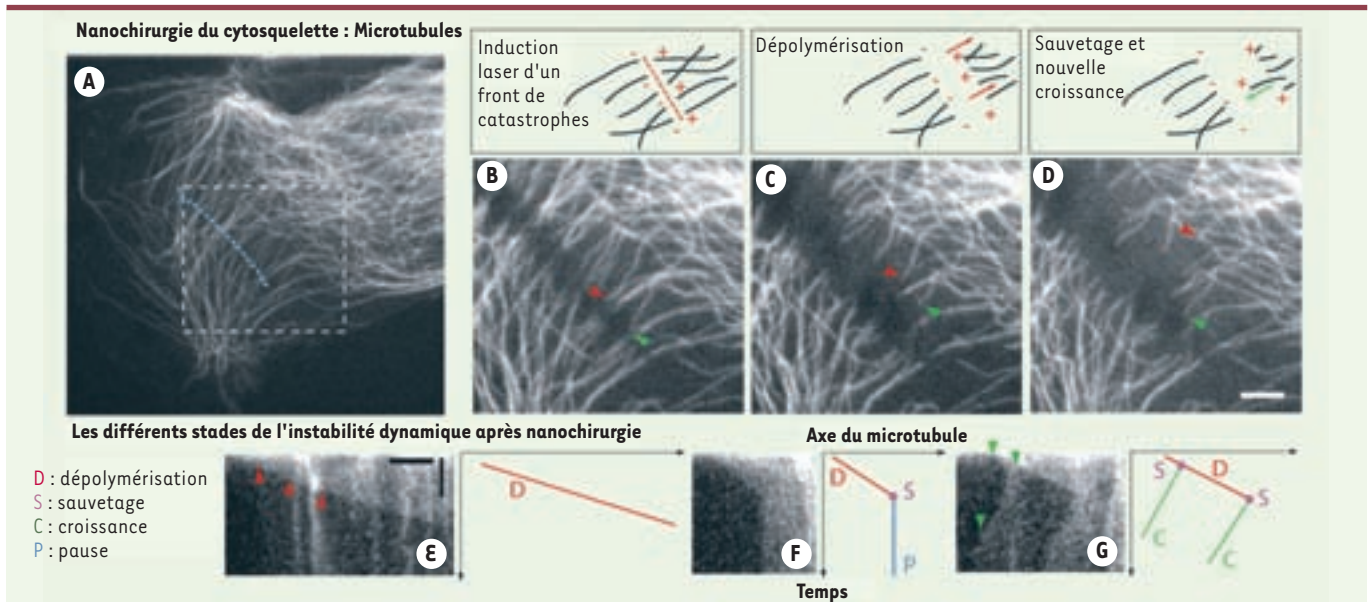 Nanochirurgie du cytosquelette : Microtubules
A
Induction
laser d'un
front de
catastrophes
- + + - + - +
Dépolymérisation
- + - + - + - +
Sauvetage et
nouvelle
croissance
- + - + - + -
B
C
D
Les différents stades de l'instabilité dynamique après nanochirurgie
Axe du microtubule
D : dépolymérisation
S : sauvetage
C : croissance
P : pause
E
D
F
D
S
P
G
S
D
S
C
C
Temps